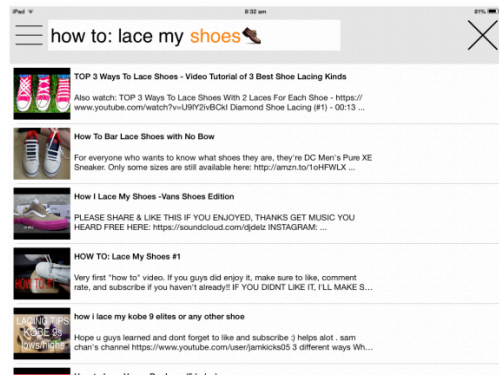 iPad
8:32 am
81%
how to: lace my shoes
TOP 3 Ways To Lace Shoes - Video Tutorial of 3 Best Shoe Lacing Kinds
Also watch: TOP 3 Ways To Lace Shoes With 2 Laces For Each Shoe - https://
www.youtube.com/watch?v=U9fY2ivBCkI Diamond Shoe Lacing (#1) - 00:13 ...
How To Bar Lace Shoes with No Bow
For everyone who wants to know what shoes they are, they're DC Men's Pure XE
Sneaker. Only some sizes are still available here: http://amzn.to/1oHFWLX ...
How I Lace My Shoes -Vans Shoes Edition
PLEASE SHARE & LIKE THIS IF YOU ENJOYED, THANKS GET MUSIC YOU
HEARD FREE HERE: https://soundcloud.com/djdelz INSTAGRAM: ...
HOW TO
HOW TO: Lace My Shoes #1
Very first "how to" video. If you guys did enjoy it, make sure to like, comment
rate, and subscribe if you haven't already!! IF YOU DIDNT LIKE IT, I'LL MAKE S...
LACING TIPS
KOBE 9s
lows/highs
how i lace my kobe 9 elites or any other shoe
Hope u guys learned and dont forget to like and subscribe :) helps alot . sam
chan's channel https://www.youtube.com/user/jamkicks05 3 different ways Wh...